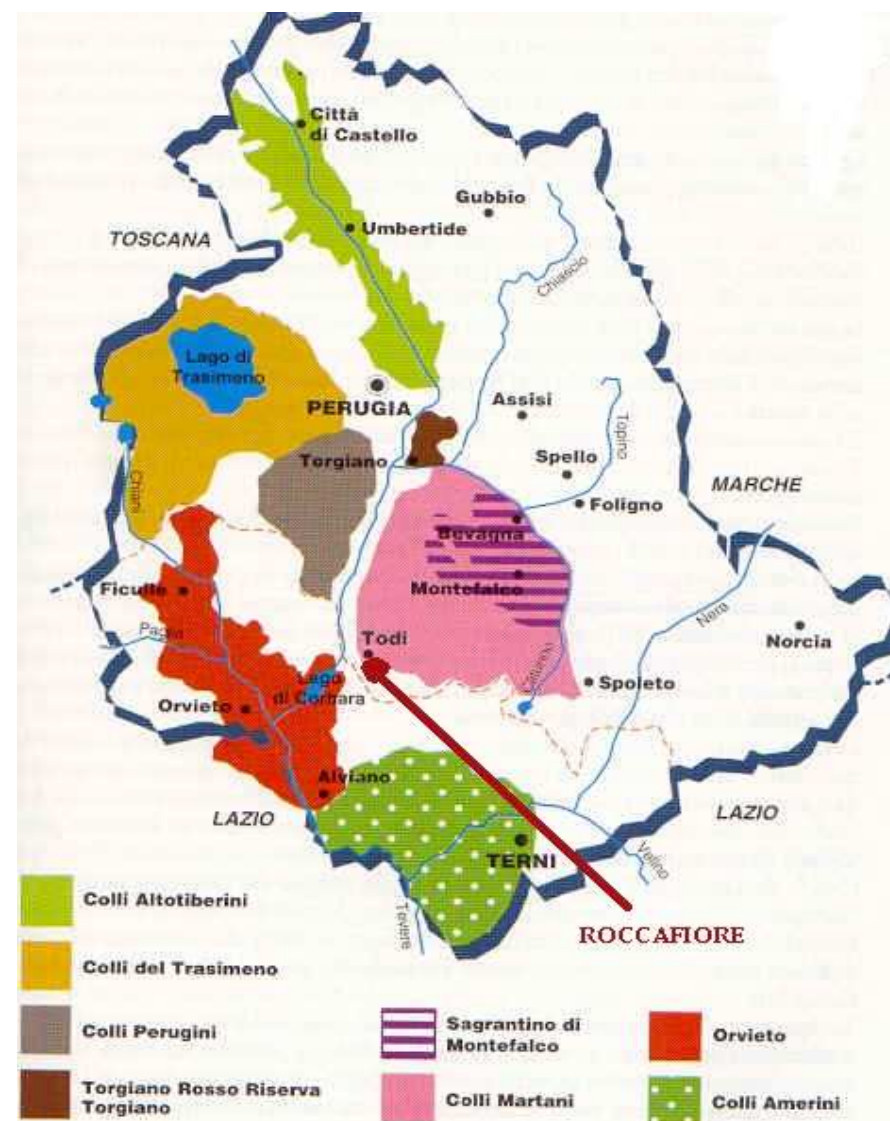 Città
di Castello
Gubbio
TOSCANA
Umbertide
Chiascio
Lago di
Trasimeno
PERUGIA
Assisi
Topino
Torgiano
Spello
Chiani
Foligno
MARCHE
Bevagna
Ficulle
Montefalco
Nera
Paglia
Todi
Norcia
Lago
di Corbara
Clitunno
Spoleto
Orvieto
Alviano
LAZIO
LAZIO
TERNI
Velino
Tevere
ROCCAFIORE
Colli Altotiberini
Colli del Trasimeno
Colli Perugini
Torgiano Rosso Riserva
Torgiano
Sagrantino di
Montefalco
Colli Martani
Orvieto
Colli Amerini